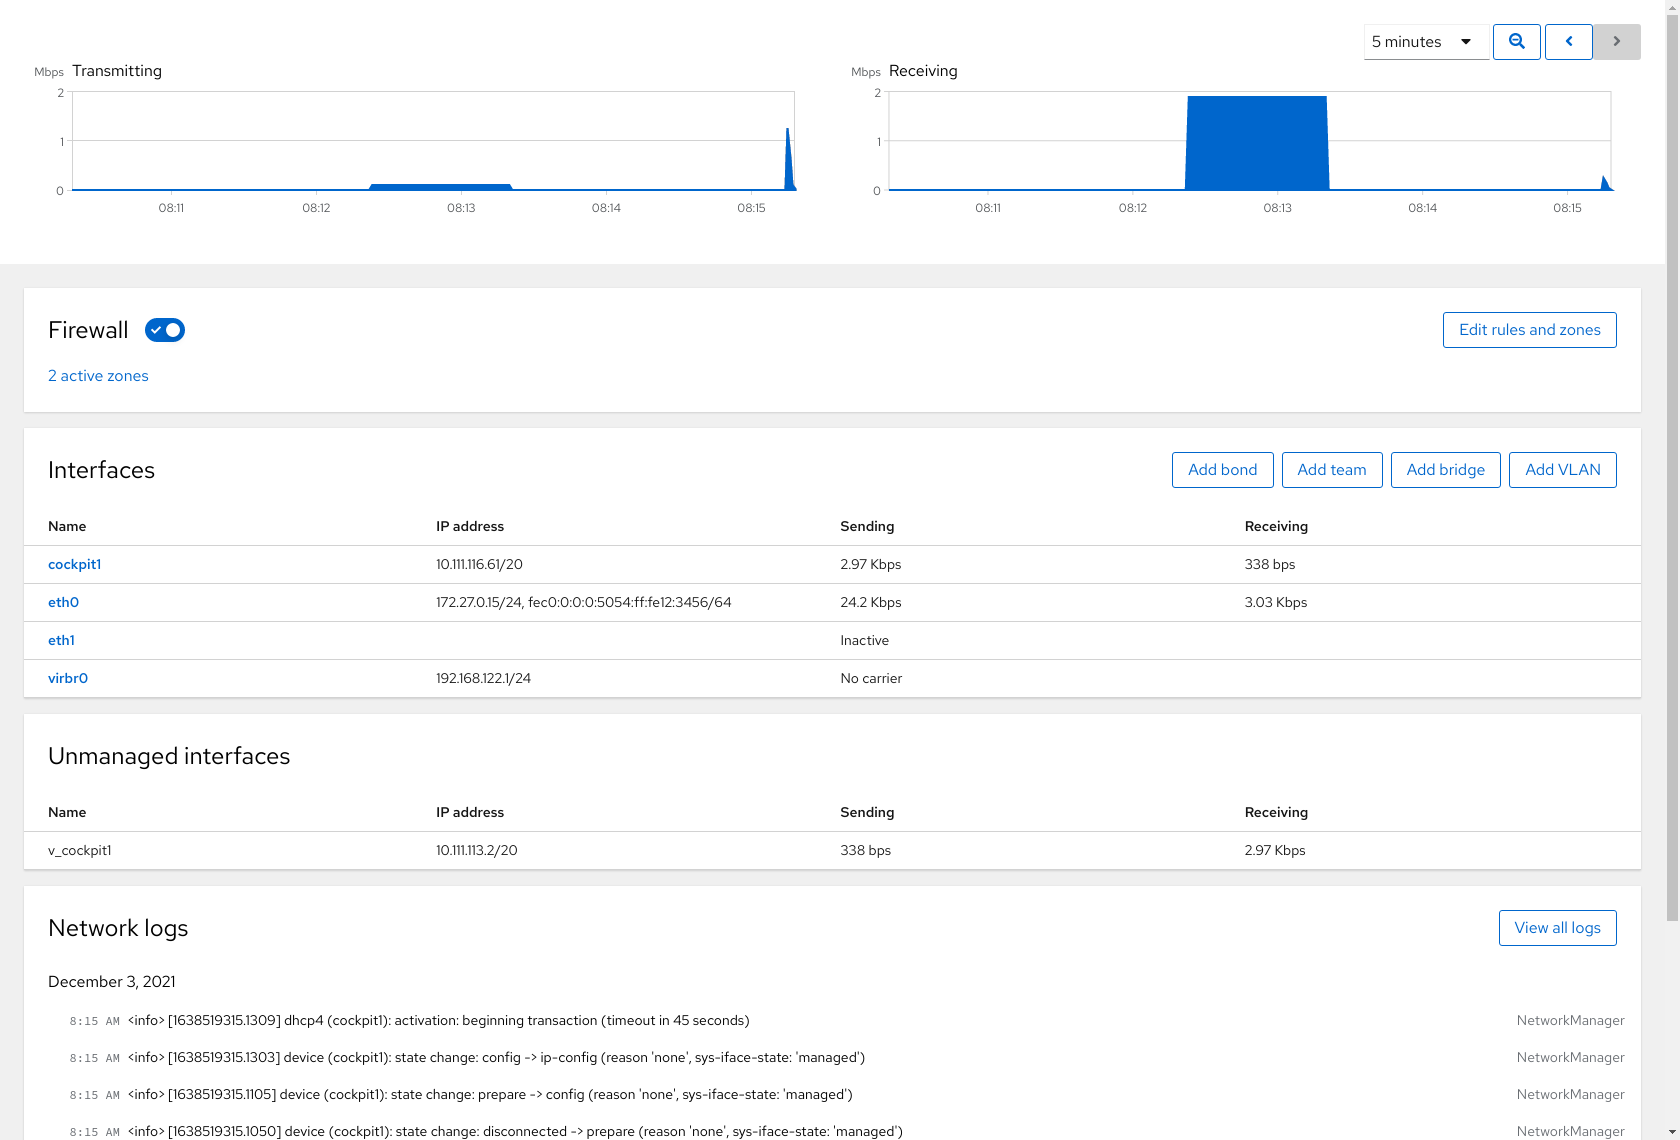 5 minutes
Mbps Transmitting
2
1
0
08:11 08:12 08:13 08:14 08:15
Mbps Receiving
2
1
0
08:11 08:12 08:13 08:14 08:15
Firewall
Edit rules and zones
2 active zones
Interfaces
Add bond Add team Add bridge Add VLAN
Name IP address Sending Receiving
cockpit1 10.111.116.61/20 2.97 Kbps 338 bps
eth0 172.27.0.15/24, fec0:0:0:0:5054:ff:fe12:3456/64 24.2 Kbps 3.03 Kbps
eth1 Inactive
virbr0 192.168.122.1/24 No carrier
Unmanaged interfaces
Name IP address Sending Receiving
v_cockpit1 10.111.113.2/20 338 bps 2.97 Kbps
Network logs
View all logs
December 3, 2021
8:15 AM <info> [1638519315.1309] dhcp4 (cockpit1): activation: beginning transaction (timeout in 45 seconds) NetworkManager
8:15 AM <info> [1638519315.1303] device (cockpit1): state change: config -> ip-config (reason 'none', sys-iface-state: 'managed') NetworkManager
8:15 AM <info> [1638519315.1105] device (cockpit1): state change: prepare -> config (reason 'none', sys-iface-state: 'managed') NetworkManager
8:15 AM <info> [1638519315.1050] device (cockpit1): state change: disconnected -> prepare (reason 'none', sys-iface-state: 'managed') NetworkManager